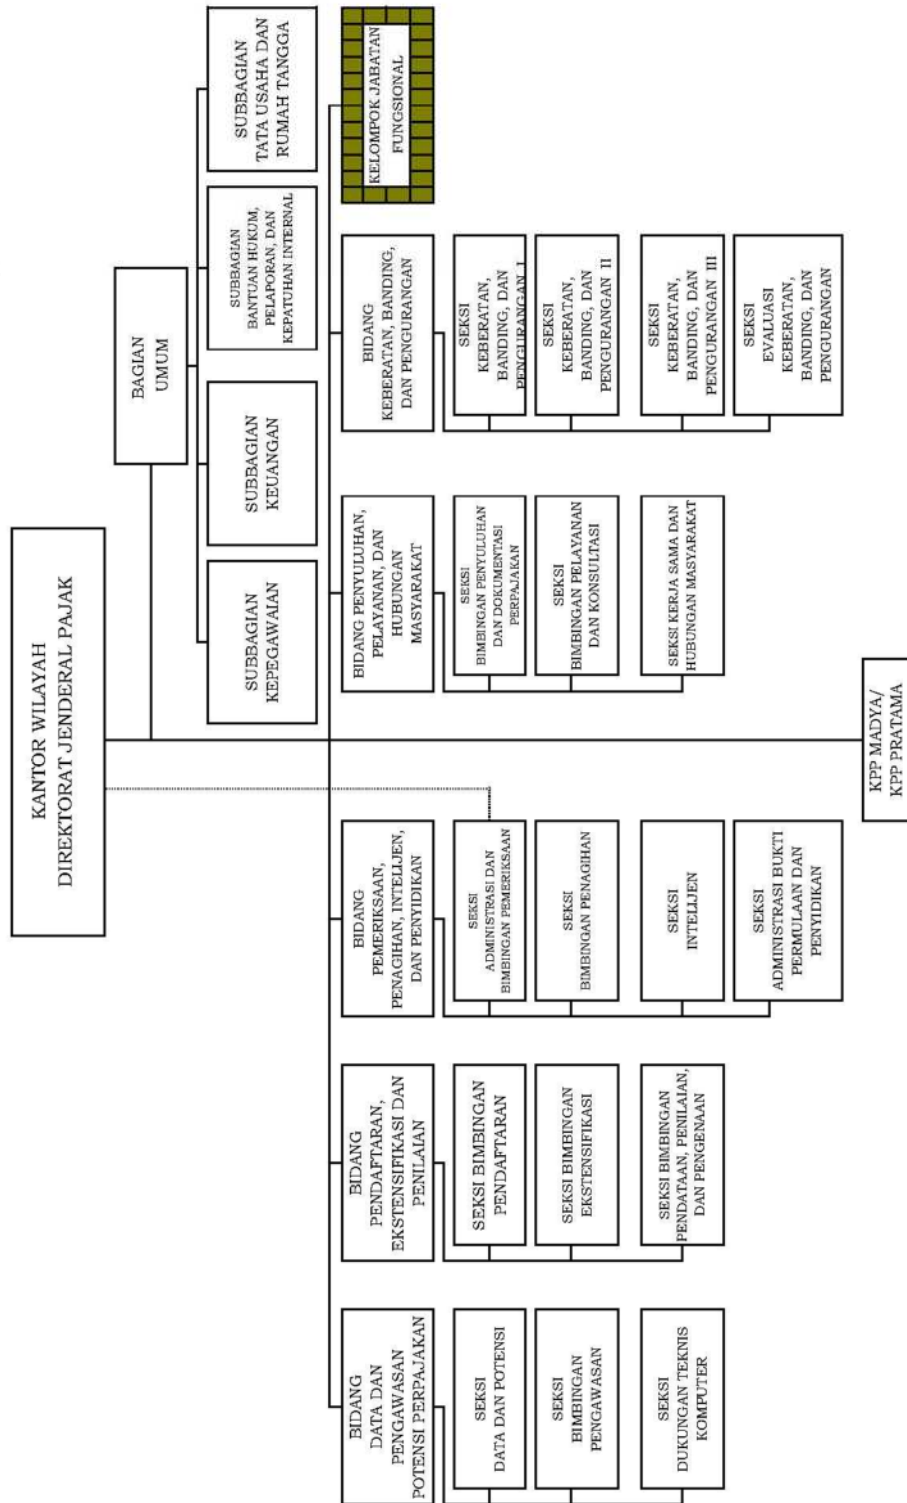 KANTOR WILAYAH
DIREKTORAT JENDERAL PAJAK
BAGIAN
UMUM
SUBBAGIAN
KEPEGAWAIAN
SUBBAGIAN
KEUANGAN
SUBBAGIAN
BANTUAN HUKUM,
PELAPORAN, DAN
KEPATUHAN INTERNAL
SUBBAGIAN
TATA USAHA DAN
RUMAH TANGGA
BIDANG
DATA DAN
PENGAWASAN
POTENSI PERPAJAKAN
SEKSI
DATA DAN POTENSI
SEKSI
BIMBINGAN
PENGAWASAN
SEKSI
DUKUNGAN TEKNIS
KOMPUTER
BIDANG
PENDAFTARAN,
EKSTENSIFIKASI DAN
PENILAIAN
SEKSI BIMBINGAN
PENDAFTARAN
SEKSI BIMBINGAN
EKSTENSIFIKASI
SEKSI BIMBINGAN
PENDATAAN, PENILAIAN,
DAN PENGENAAN
BIDANG
PEMERIKSAAN,
PENAGIHAN, INTELIJEN,
DAN PENYIDIKAN
SEKSI
ADMINISTRASI DAN
BIMBINGAN PEMERIKSAAN
SEKSI
BIMBINGAN PENAGIHAN
SEKSI
INTELIJEN
SEKSI
ADMINISTRASI BUKTI
PERMULAAN DAN
PENYIDIKAN
BIDANG PENYULUHAN,
PELAYANAN, DAN
HUBUNGAN
MASYARAKAT
SEKSI
BIMBINGAN PENYULUHAN
DAN DOKUMENTASI
PERPAJAKAN
SEKSI
BIMBINGAN PELAYANAN
DAN KONSULTASI
SEKSI KERJA SAMA DAN
HUBUNGAN MASYARAKAT
BIDANG
KEBERATAN, BANDING,
DAN PENGURANGAN
SEKSI
KEBERATAN,
BANDING, DAN
PENGURANGAN I
SEKSI
KEBERATAN,
BANDING, DAN
PENGURANGAN II
SEKSI
KEBERATAN,
BANDING, DAN
PENGURANGAN III
SEKSI
EVALUASI
KEBERATAN,
BANDING, DAN
PENGURANGAN
KELOMPOK JABATAN
FUNGSIONAL
KPP MADYA/
KPP PRATAMA